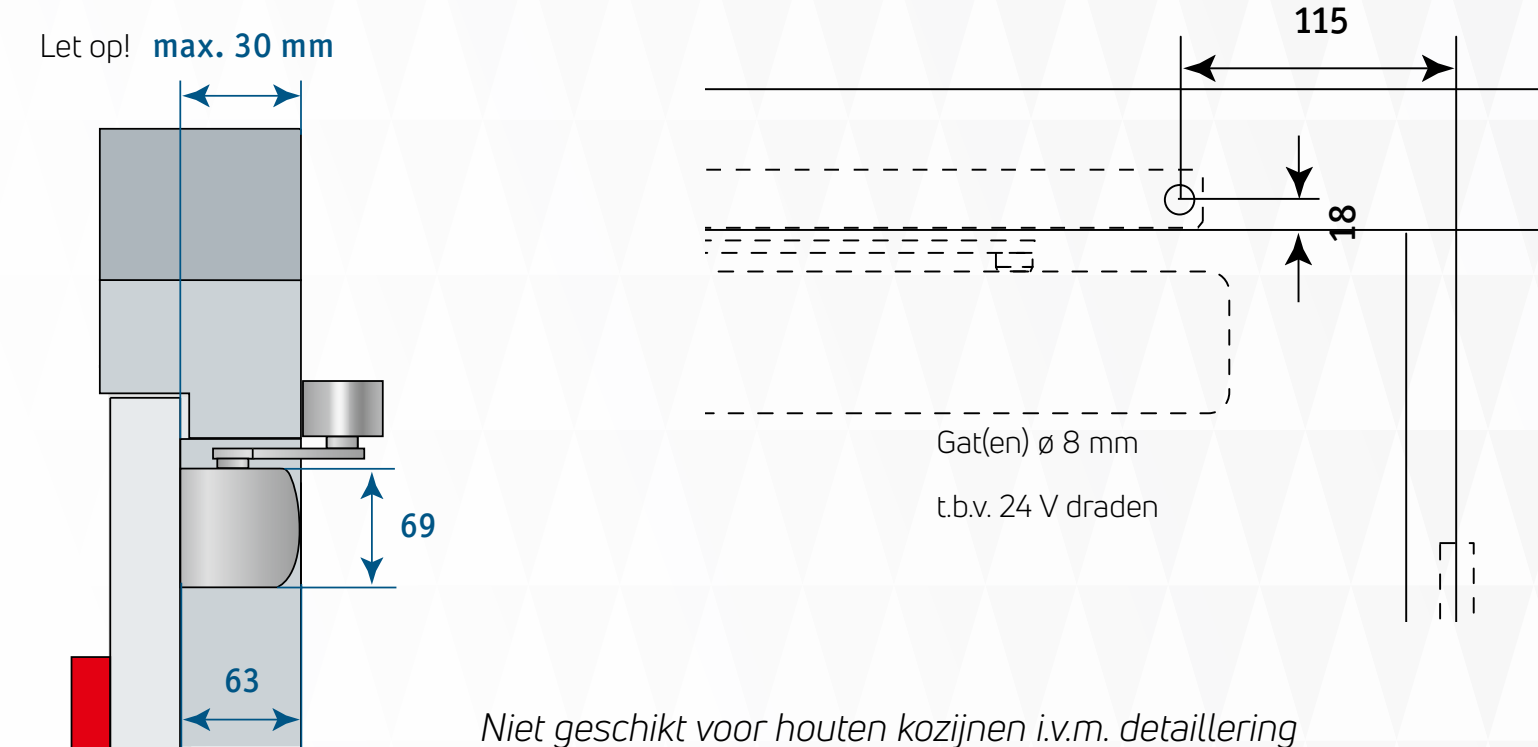 Let op! max. 30 mm
115
18
Gat(en) ø 8 mm
t.b.v. 24 V draden
69
63
Niet geschikt voor houten kozijnen i.v.m. detaillering